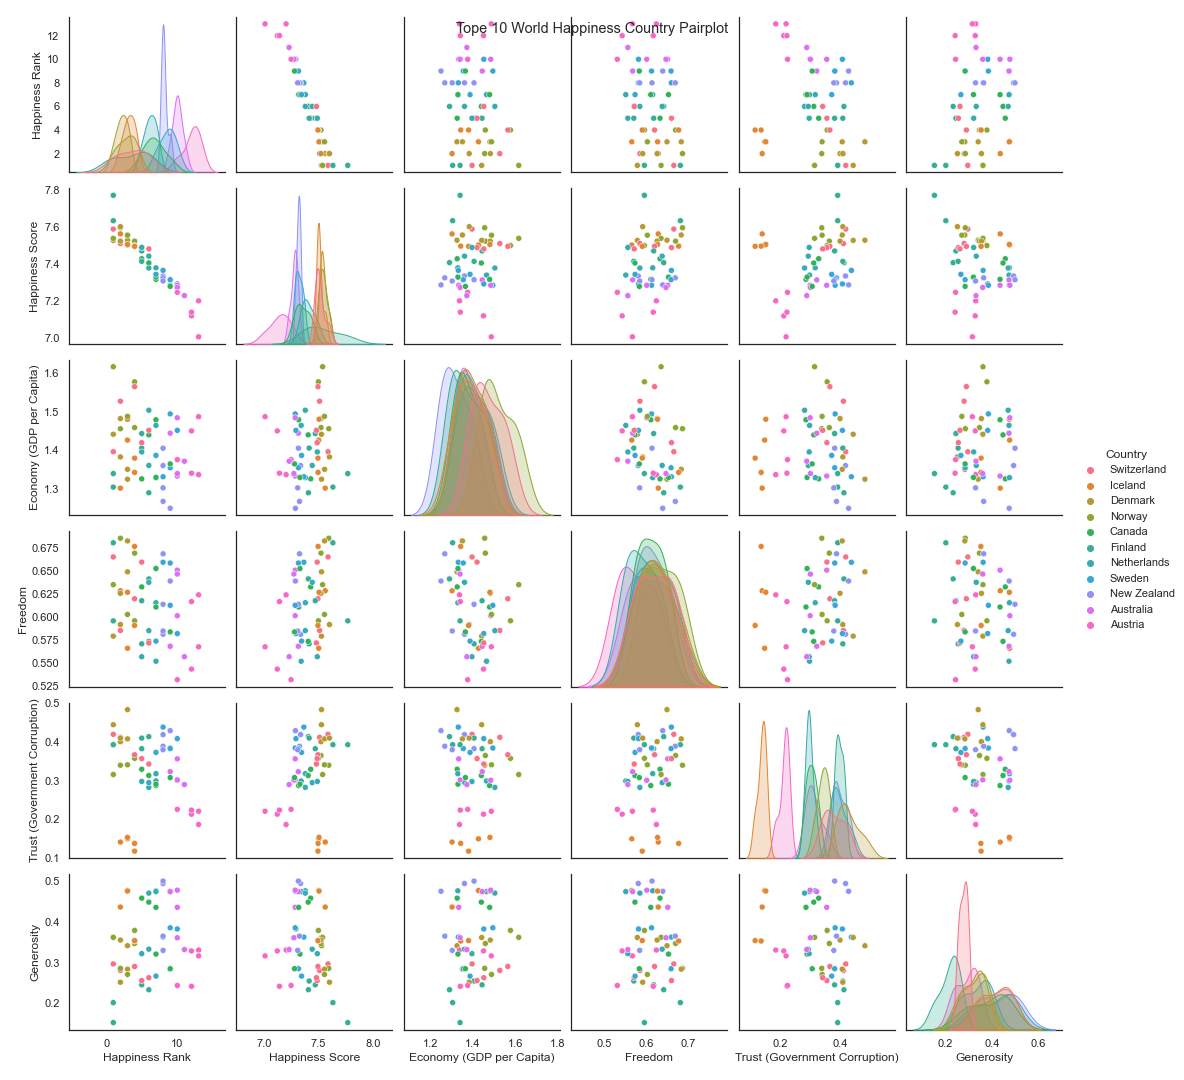 Tope 10 World Happiness Country Pairplot
Happiness Rank
12
10
8
6
4
2
Happiness Score
7.8
7.6
7.4
7.2
7.0
Economy (GDP per Capita)
1.6
1.5
1.4
1.3
Freedom
0.675
0.650
0.625
0.600
0.575
0.550
0.525
Trust (Government Corruption)
0.5
0.4
0.3
0.2
0.1
Generosity
0.5
0.4
0.3
0.2
0 10
Happiness Rank
7.0 7.5 8.0
Happiness Score
1.2 1.4 1.6 1.8
Economy (GDP per Capita)
0.5 0.6 0.7
Freedom
0.2 0.4
Trust (Government Corruption)
0.2 0.4 0.6
Generosity
Country
Switzerland
Iceland
Denmark
Norway
Canada
Finland
Netherlands
Sweden
New Zealand
Australia
Austria